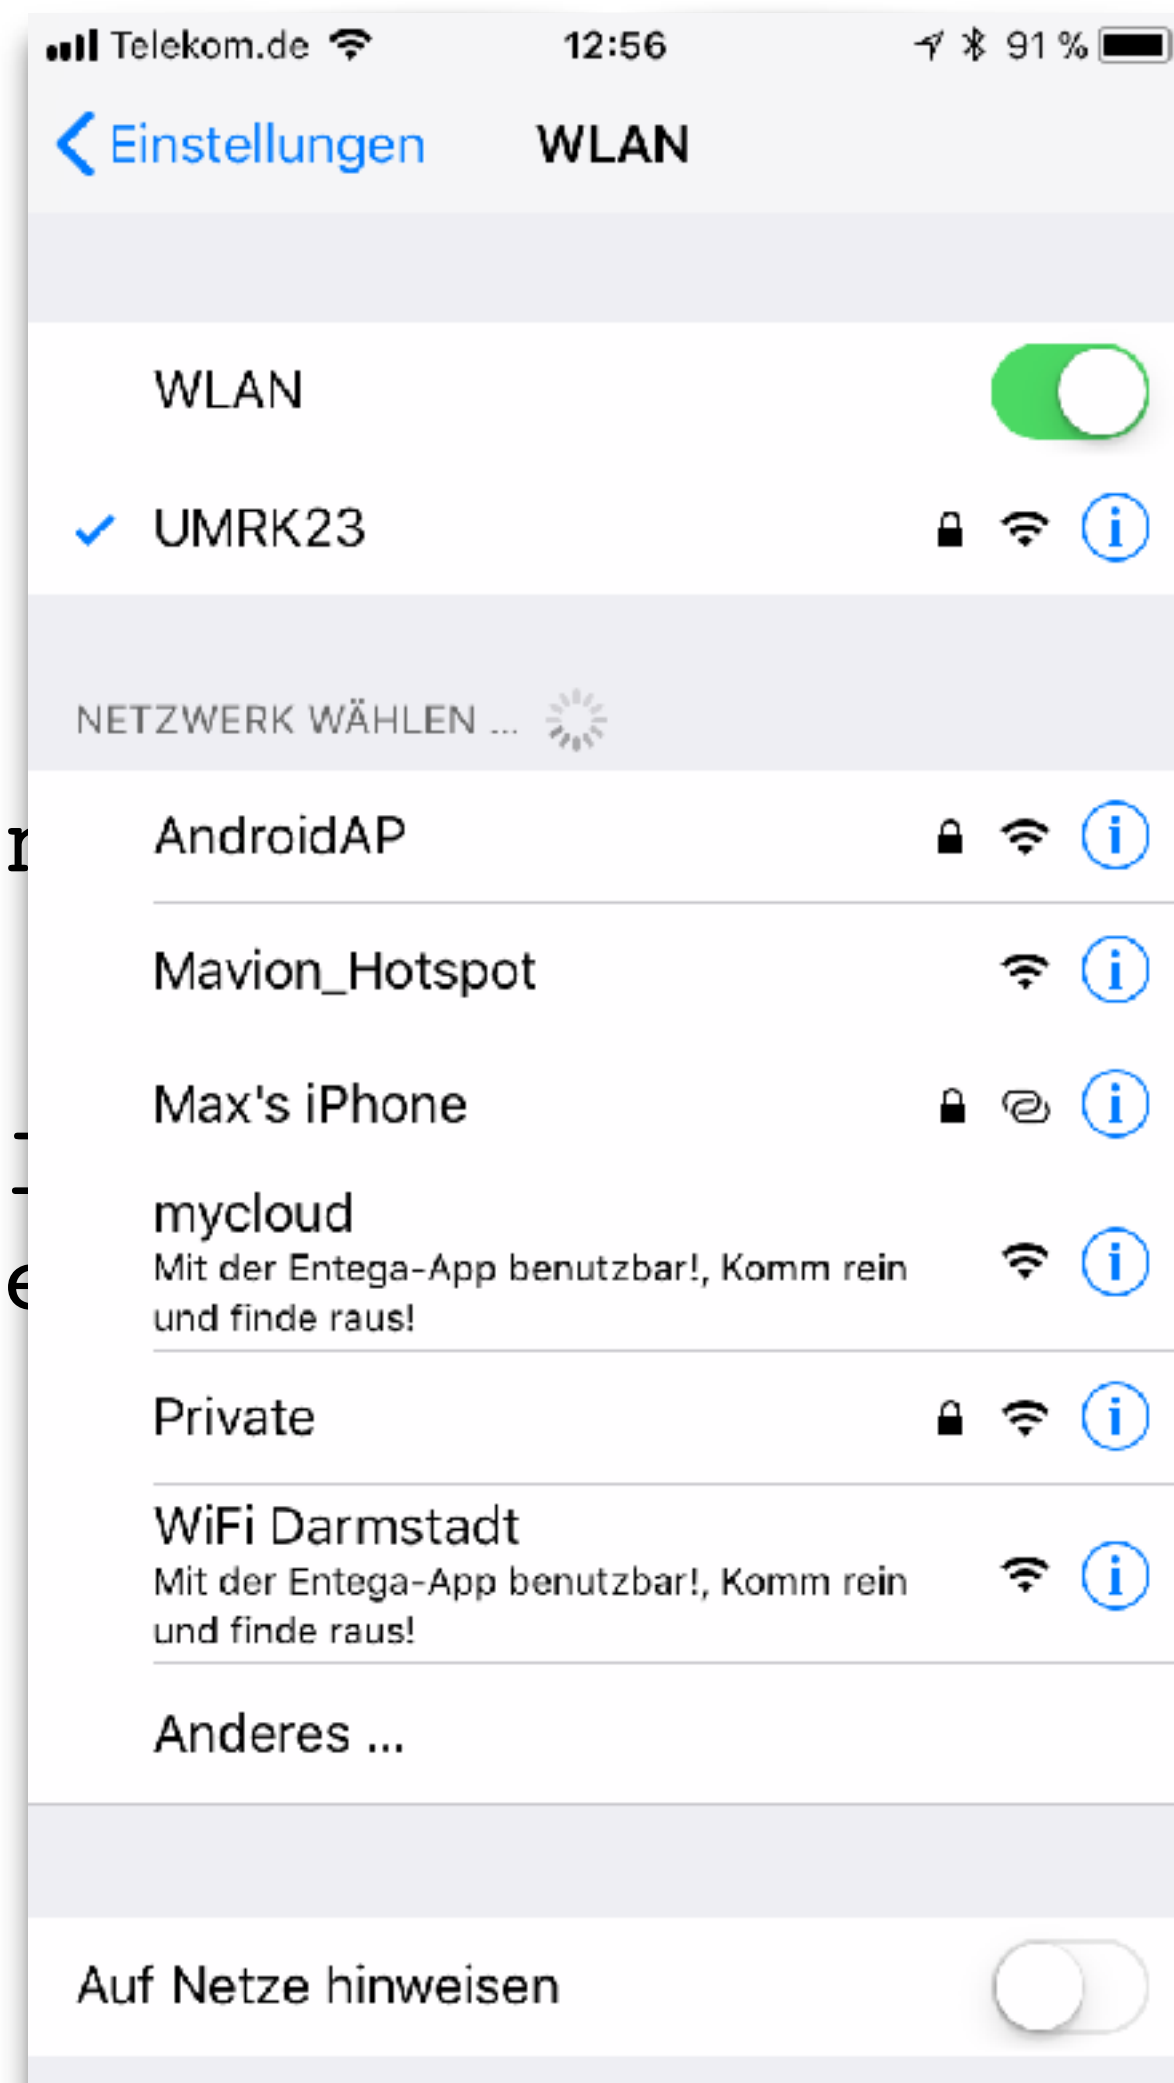 Telekom.de 12:56 91 %
Einstellungen WLAN
WLAN
UMRK23
NETZWERK WÄHLEN ...
AndroidAP
Mavion_Hotspot
Max's iPhone
mycloud
Mit der Entega-App benutzbar!, Komm rein
und finde raus!
Private
WiFi Darmstadt
Mit der Entega-App benutzbar!, Komm rein
und finde raus!
Anderes ...
Auf Netze hinweisen